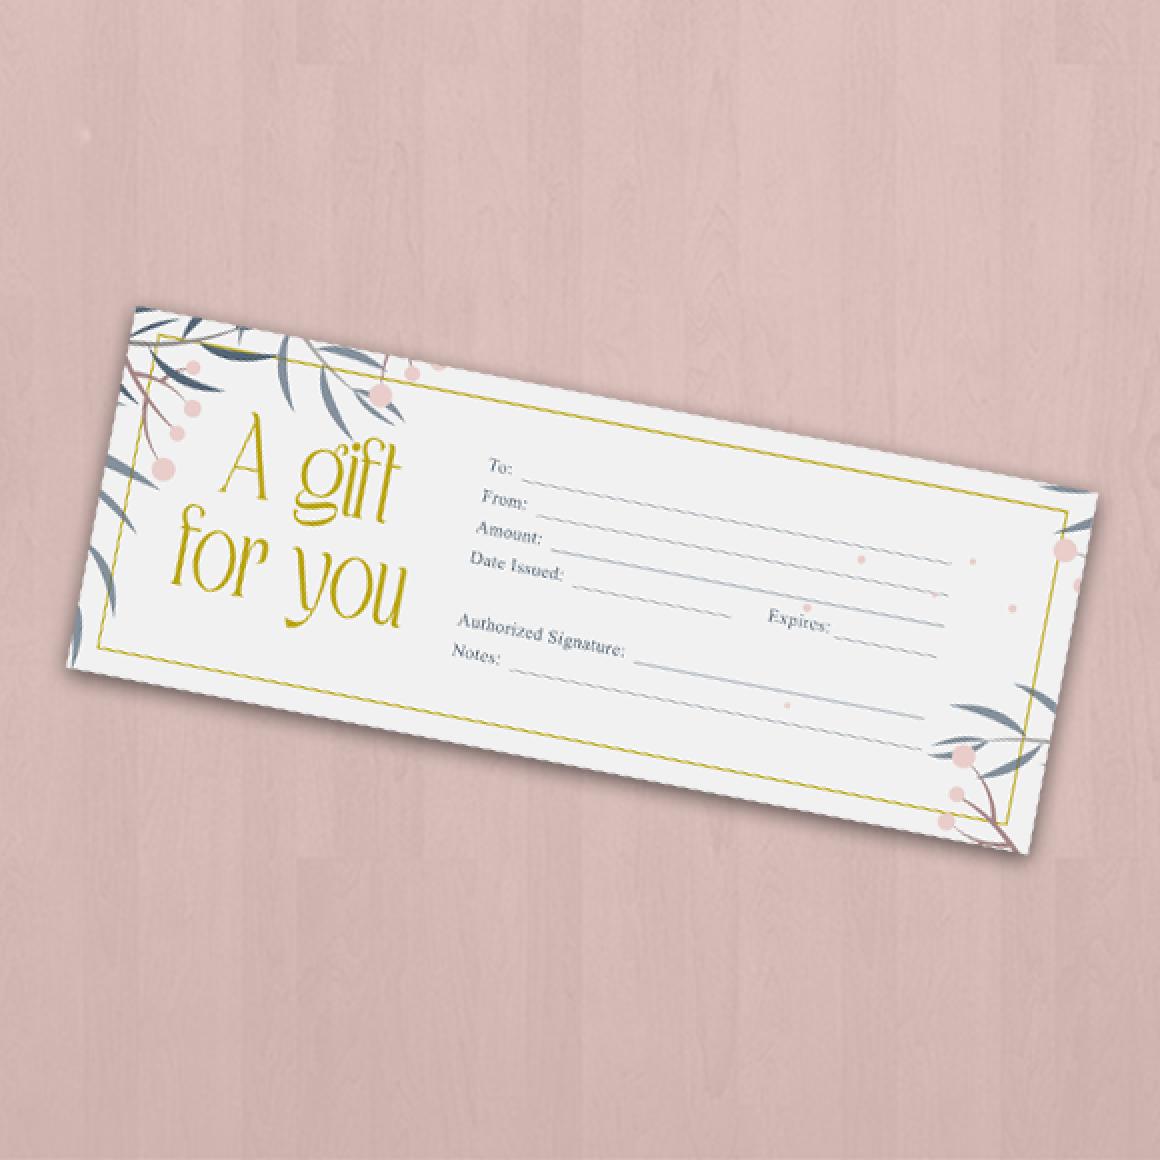 A gift
for you
To:
From:
Amount:
Date Issued:
Expires:
Authorized Signature:
Notes: